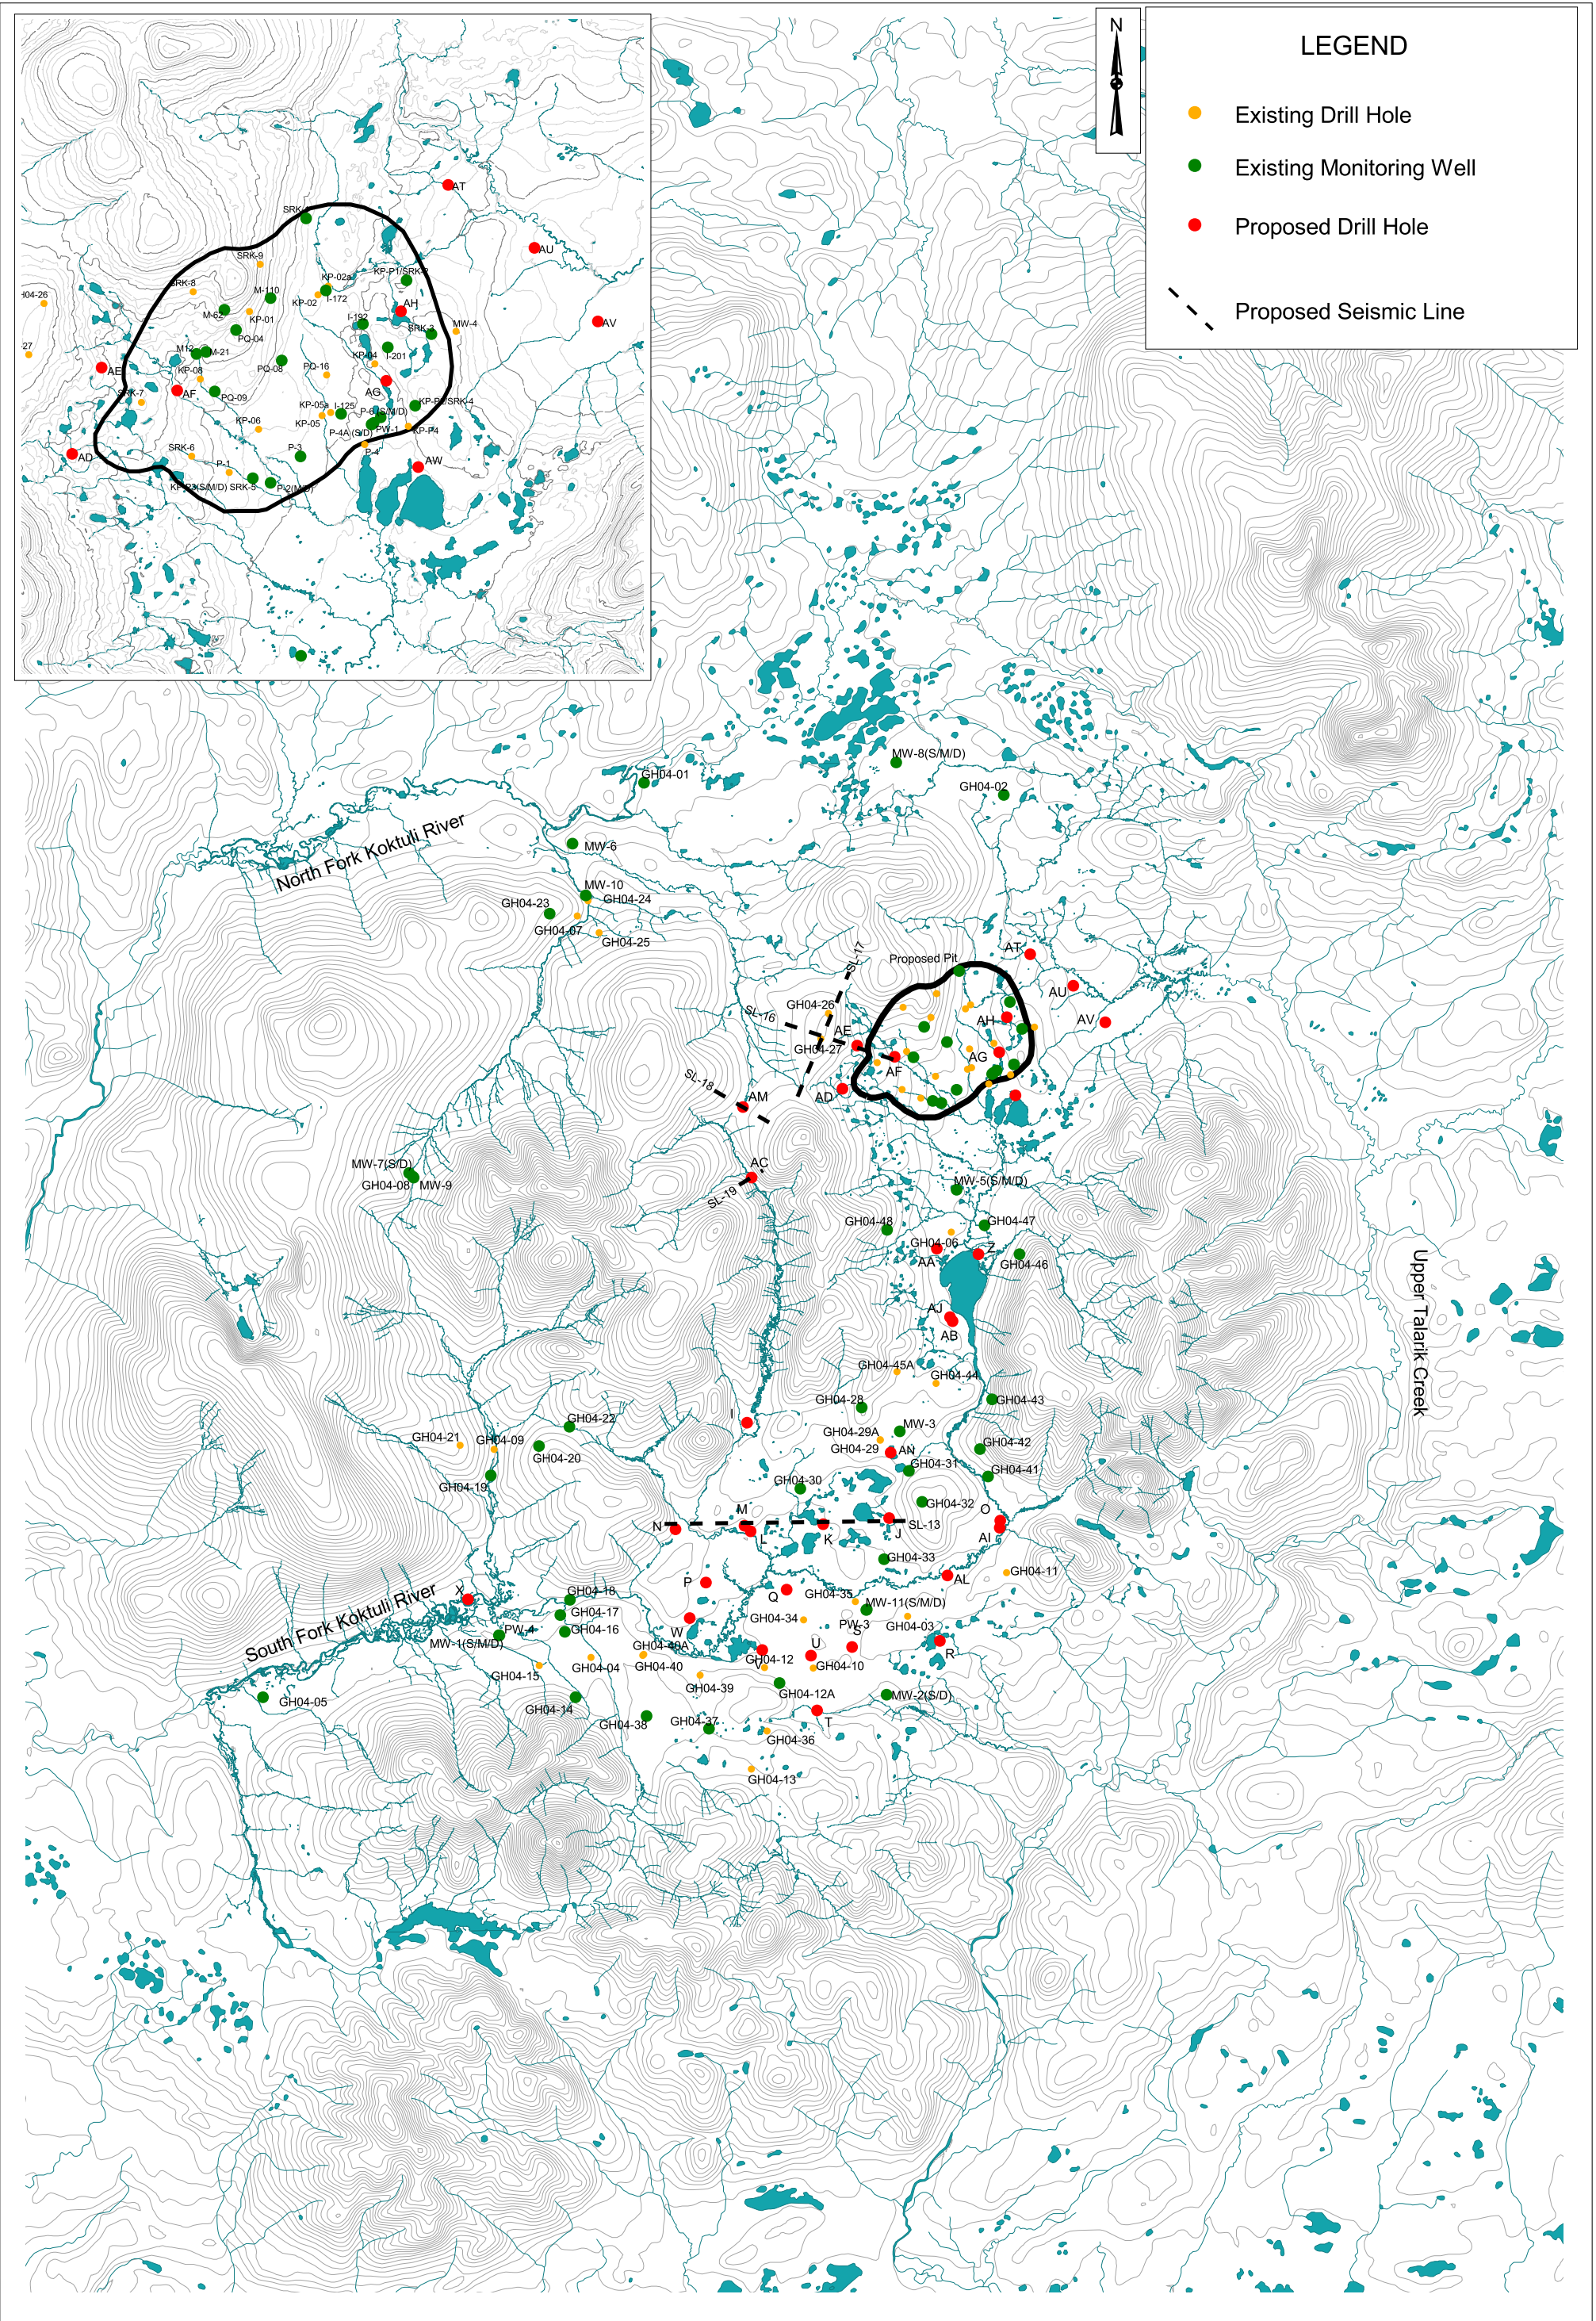 N
LEGEND
Existing Drill Hole
Existing Monitoring Well
Proposed Drill Hole
Proposed Seismic Line
AT
AU
AV
SRK-9
SRK-8
KP-02a
M-110
KP-02
I-172
AH
M-62
KP-01
I-192
SRK-3
MW-4
PQ-04
M12
M-21
KP-04
I-201
AE
KP-08
PQ-08
PQ-16
SRK-7
AF
PQ-09
AG
KP-05a
I-125
P-6 (S/M/D)
KP-05
KP-06
P-4A (S/D)
PW-1
KP-P4
SRK-6
P-3
P-4
AD
P-1
AW
SRK-5
P-2(M/D)
MW-8(S/M/D)
GH04-01
GH04-02
North Fork Koktuli River
MW-6
MW-10
GH04-24
GH04-23
GH04-07
GH04-25
Proposed Pit
SL-17
AT
AU
AV
GH04-26
SL-16
AE
AH
GH04-27
AG
AF
SL-18
AM
AD
AC
SL-19
MW-7(S/D)
GH04-08
MW-9
MW-5(S/M/D)
GH04-48
GH04-47
GH04-06
Z
AA
GH04-46
Upper Talarik Creek
AJ
AB
GH04-45A
GH04-44
GH04-43
GH04-28
I
GH04-22
MW-3
GH04-21
GH04-09
GH04-29A
GH04-29
AN
GH04-42
GH04-20
GH04-31
GH04-41
GH04-19
GH04-30
GH04-32
M
O
N
L
K
J
SL-13
AI
GH04-33
GH04-11
AL
P
Q
X
GH04-18
GH04-35
MW-11(S/M/D)
GH04-17
GH04-34
PW-3
GH04-03
South Fork Koktuli River
PW-4
GH04-16
W
S
MW-1(S/M/D)
GH04-40A
U
R
GH04-15
GH04-04
GH04-40
GH04-12
V
GH04-10
GH04-39
GH04-12A
MW-2(S/D)
GH04-05
GH04-14
GH04-38
GH04-37
T
GH04-36
GH04-13